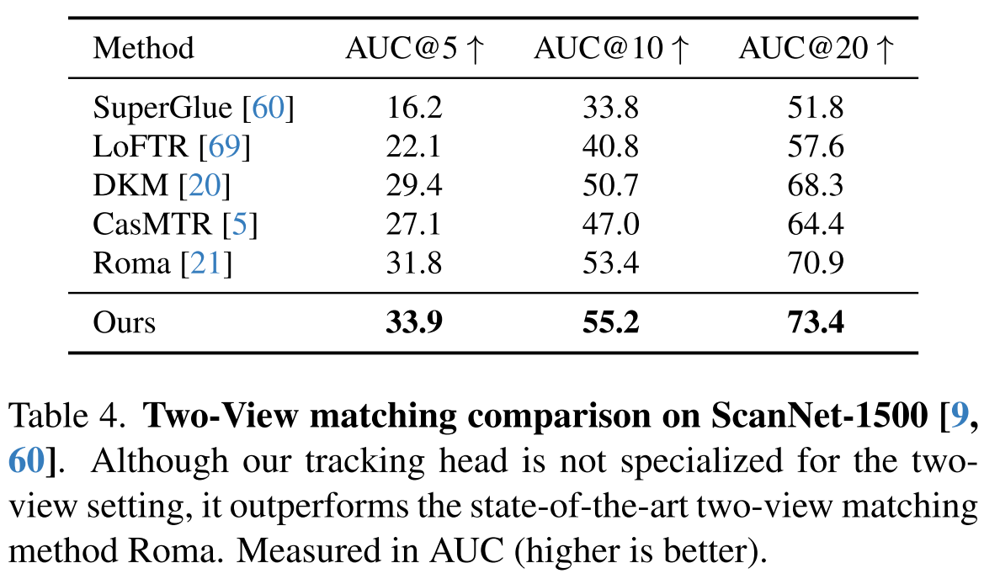 Method AUC@5 ↑ AUC@10 ↑ AUC@20 ↑
SuperGlue [60] 16.2 33.8 51.8
LoFTR [69] 22.1 40.8 57.6
DKM [20] 29.4 50.7 68.3
CasMTR [5] 27.1 47.0 64.4
Roma [21] 31.8 53.4 70.9
Ours 33.9 55.2 73.4
Table 4. Two-View matching comparison on ScanNet-1500 [9,
60]. Although our tracking head is not specialized for the two-
view setting, it outperforms the state-of-the-art two-view matching
method Roma. Measured in AUC (higher is better).